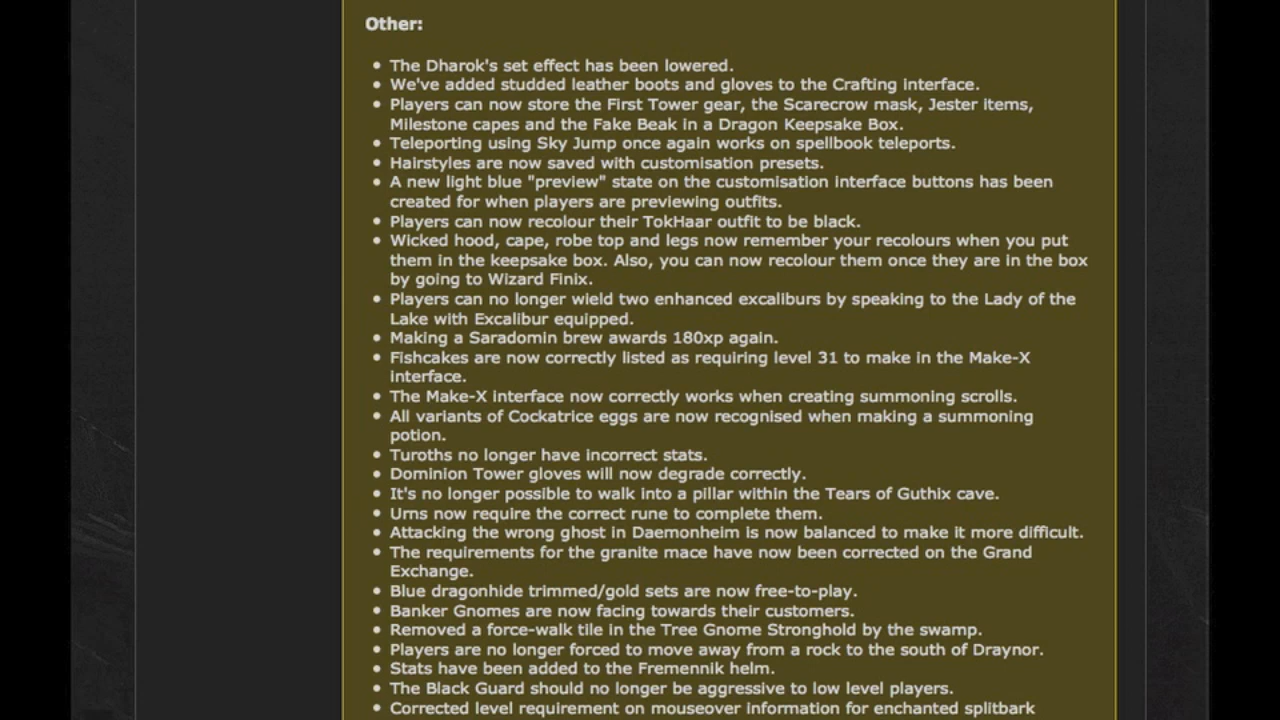 Other:
• The Dharok's set effect has been lowered.
• We've added studded leather boots and gloves to the Crafting interface.
• Players can now store the First Tower gear, the Scarecrow mask, Jester items,
Milestone capes and the Fake Beak in a Dragon Keepsake Box.
• Teleporting using Sky Jump once again works on spellbook teleports.
• Hairstyles are now saved with customisation presets.
• A new light blue "preview" state on the customisation interface buttons has been
created for when players are previewing outfits.
• Players can now recolour their TokHaar outfit to be black.
• Wicked hood, cape, robe top and legs now remember your recolours when you put
them in the keepsake box. Also, you can now recolour them once they are in the box
by going to Wizard Finix.
• Players can no longer wield two enhanced excaliburs by speaking to the Lady of the
Lake with Excalibur equipped.
• Making a Saradomin brew awards 180xp again.
• Fishcakes are now correctly listed as requiring level 31 to make in the Make-X
interface.
• The Make-X interface now correctly works when creating summoning scrolls.
• All variants of Cockatrice eggs are now recognised when making a summoning
potion.
• Turoths no longer have incorrect stats.
• Dominion Tower gloves will now degrade correctly.
• It's no longer possible to walk into a pillar within the Tears of Guthix cave.
• Urns now require the correct rune to complete them.
• Attacking the wrong ghost in Daemonheim is now balanced to make it more difficult.
• The requirements for the granite mace have now been corrected on the Grand
Exchange.
• Blue dragonhide trimmed/gold sets are now free-to-play.
• Banker Gnomes are now facing towards their customers.
• Removed a force-walk tile in the Tree Gnome Stronghold by the swamp.
• Players are no longer forced to move away from a rock to the south of Draynor.
• Stats have been added to the Fremennik helm.
• The Black Guard should no longer be aggressive to low level players.
• Corrected level requirement on mouseover information for enchanted splitbark